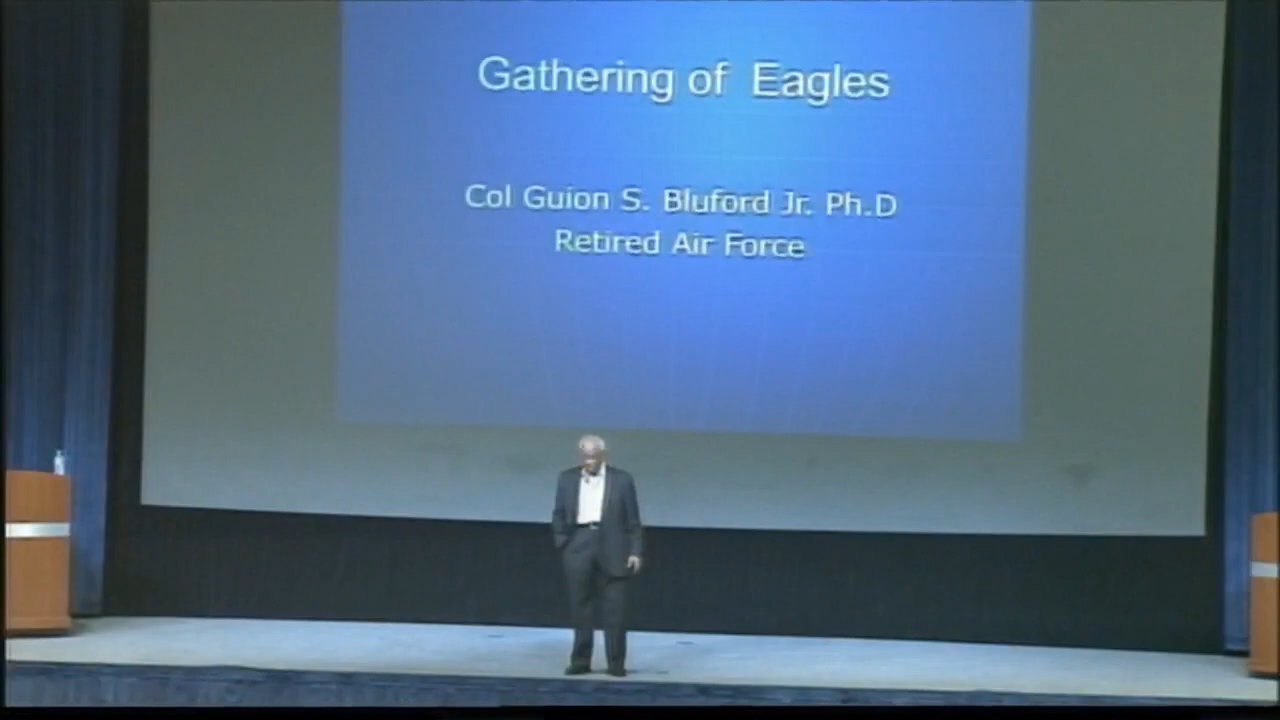 Gathering of Eagles
Col Guion S. Bluford Jr. Ph.D
Retired Air Force